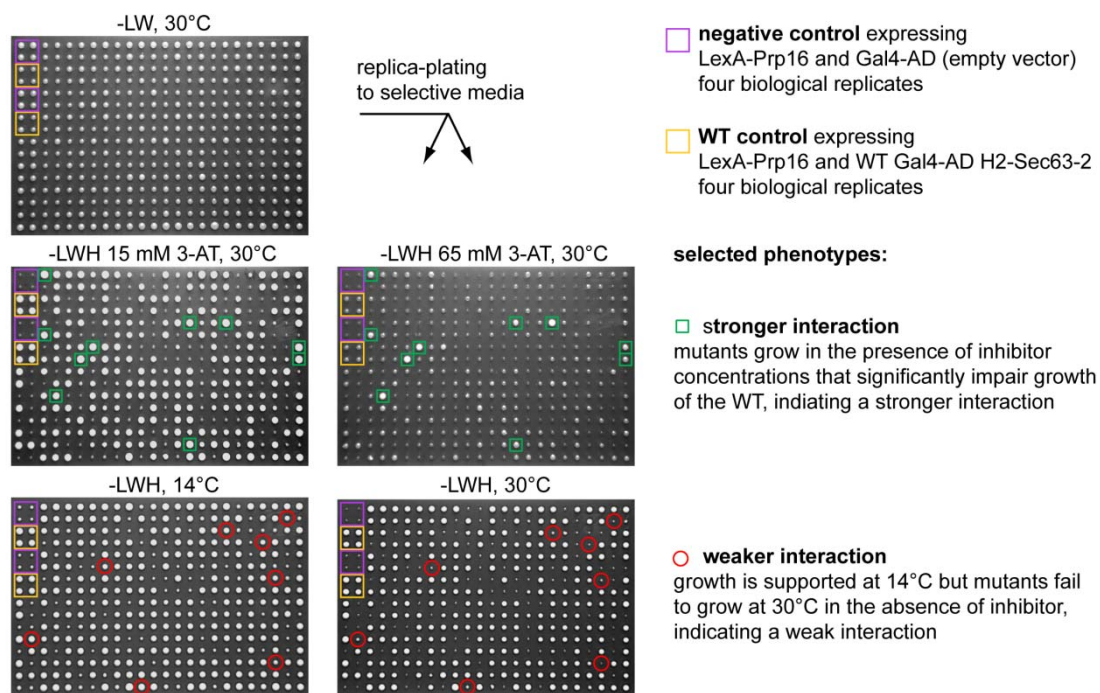 -LW, 30°C
replica-plating
to selective media
negative control expressing
LexA-Prp16 and Gal4-AD (empty vector)
four biological replicates
WT control expressing
LexA-Prp16 and WT Gal4-AD H2-Sec63-2
four biological replicates
-LWH 15 mM 3-AT, 30°C
-LWH 65 mM 3-AT, 30°C
selected phenotypes:
stronger interaction
mutants grow in the presence of inhibitor
concentrations that significantly impair growth
of the WT, indiating a stronger interaction
-LWH, 14°C
-LWH, 30°C
weaker interaction
growth is supported at 14°C but mutants fail
to grow at 30°C in the absence of inhibitor,
indicating a weak interaction